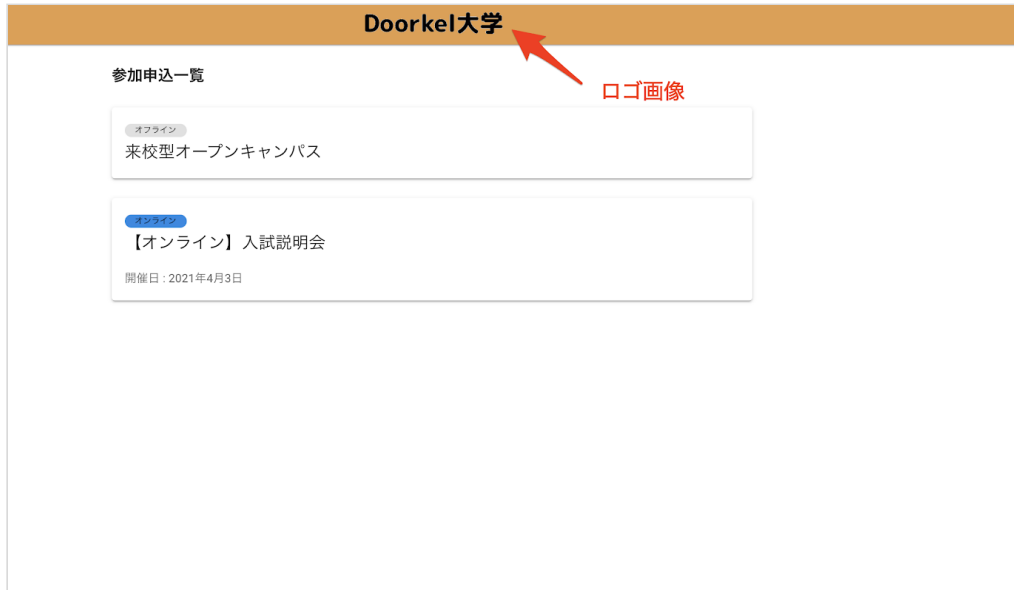 Doorkel大学
ロゴ画像
参加申込一覧
オフライン
来校型オープンキャンパス
オンライン
【オンライン】入試説明会
開催日 : 2021年4月3日